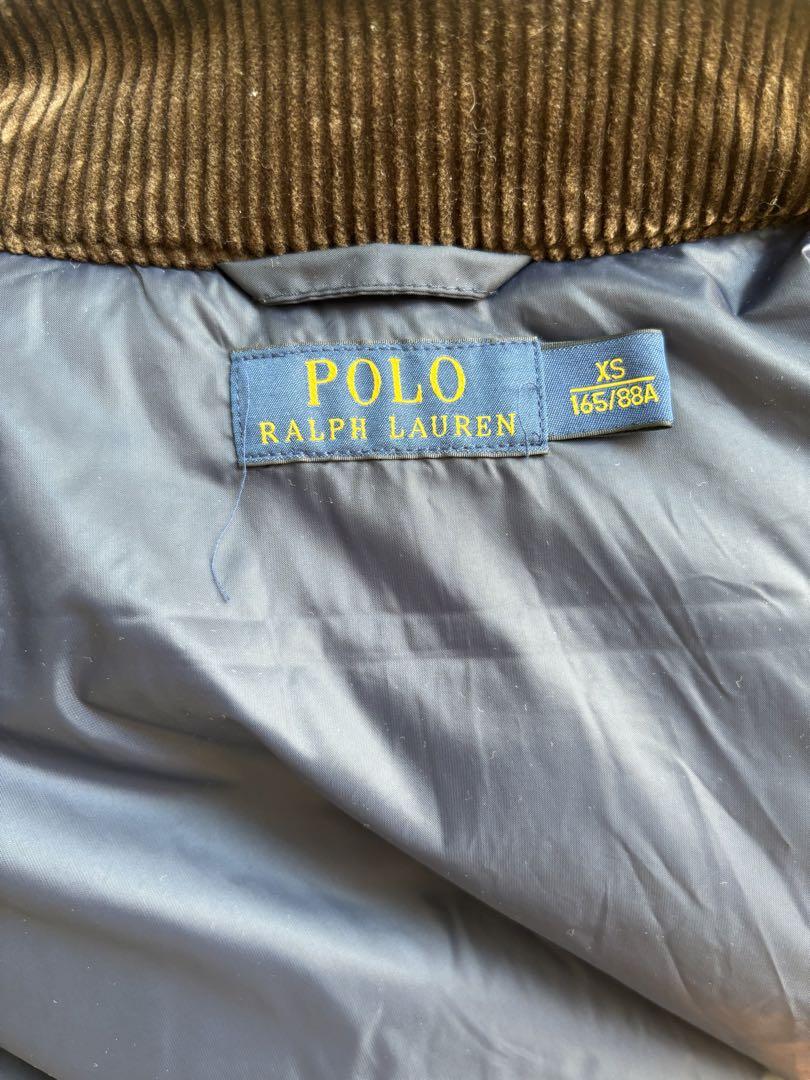 POLO
RALPH LAUREN
XS
165/88A